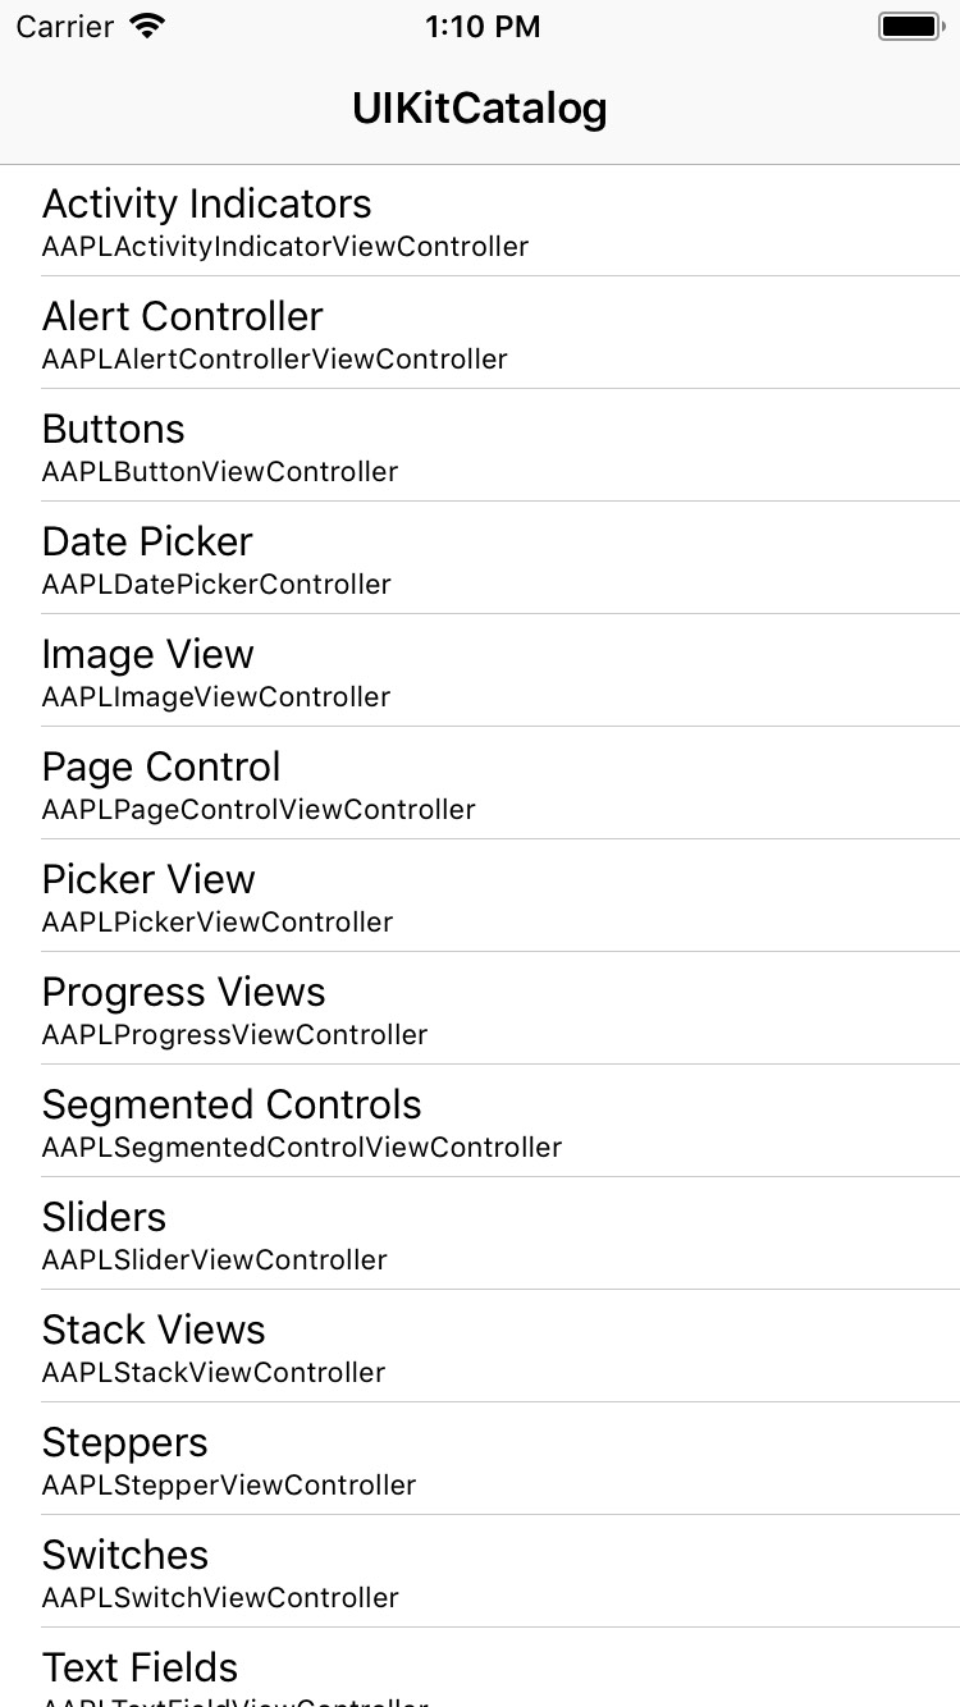 Carrier 1:10 PM
UIKitCatalog
Activity Indicators
AAPLActivityIndicatorViewController
Alert Controller
AAPLAlertControllerViewController
Buttons
AAPLButtonViewController
Date Picker
AAPLDatePickerController
Image View
AAPLImageViewController
Page Control
AAPLPageControlViewController
Picker View
AAPLPickerViewController
Progress Views
AAPLProgressViewController
Segmented Controls
AAPLSegmentedControlViewController
Sliders
AAPLSliderViewController
Stack Views
AAPLStackViewController
Steppers
AAPLStepperViewController
Switches
AAPLSwitchViewController
Text Fields
AAPLTextFieldViewController